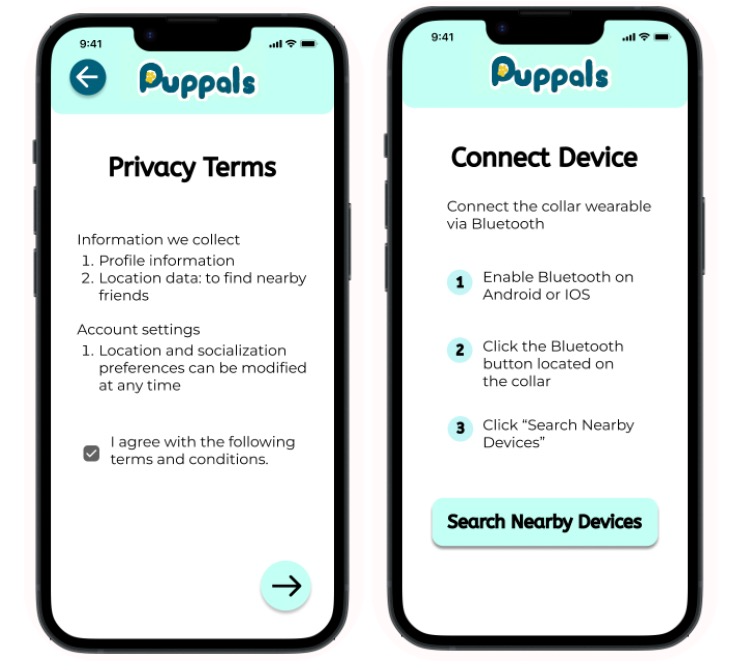 9:41
Puppals
Privacy Terms
Information we collect
1. Profile information
2. Location data: to find nearby
friends
Account settings
1. Location and socialization
preferences can be modified
at any time
I agree with the following
terms and conditions.
9:41
Puppals
Connect Device
Connect the collar wearable
via Bluetooth
1 Enable Bluetooth on
Android or IOS
2 Click the Bluetooth
button located on
the collar
3 Click “Search Nearby
Devices”
Search Nearby Devices